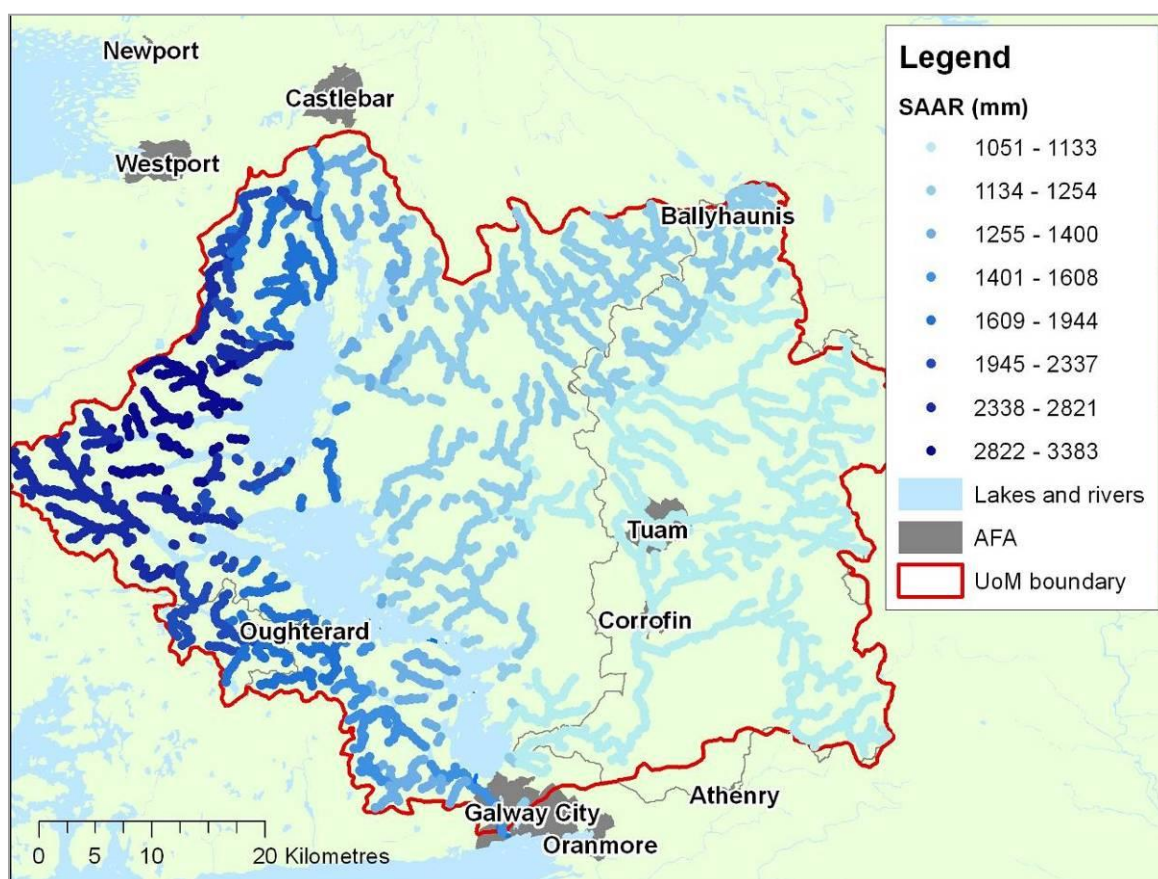 Newport
Castlebar
Westport
Ballyhaunis
Tuam
Corrofin
Oughterard
Athenry
Galway City
Oranmore
0 5 10 20 Kilometres
Legend
SAAR (mm)
1051 - 1133
1134 - 1254
1255 - 1400
1401 - 1608
1609 - 1944
1945 - 2337
2338 - 2821
2822 - 3383
Lakes and rivers
AFA
UoM boundary